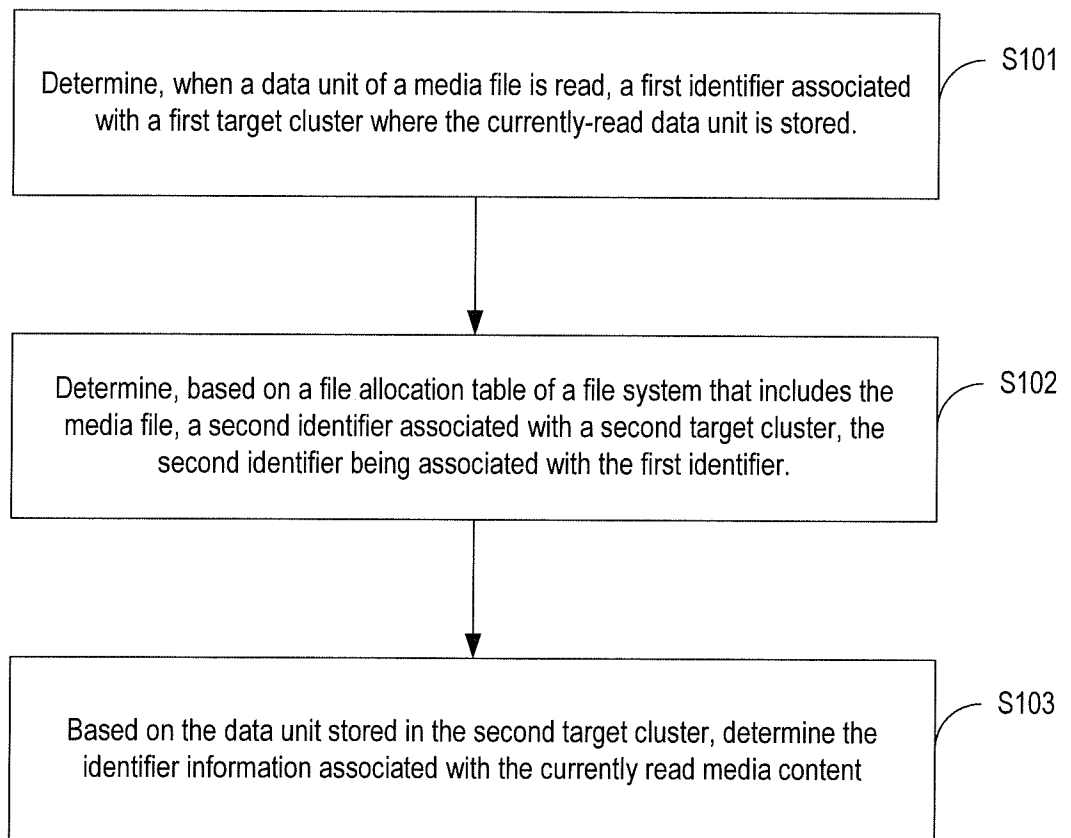 Determine, when a data unit of a media file is read, a first identifier associated
with a first target cluster where the currently-read data unit is stored.
S101
Determine, based on a file allocation table of a file system that includes the
media file, a second identifier associated with a second target cluster, the
second identifier being associated with the first identifier.
S102
Based on the data unit stored in the second target cluster, determine the
identifier information associated with the currently read media content
S103